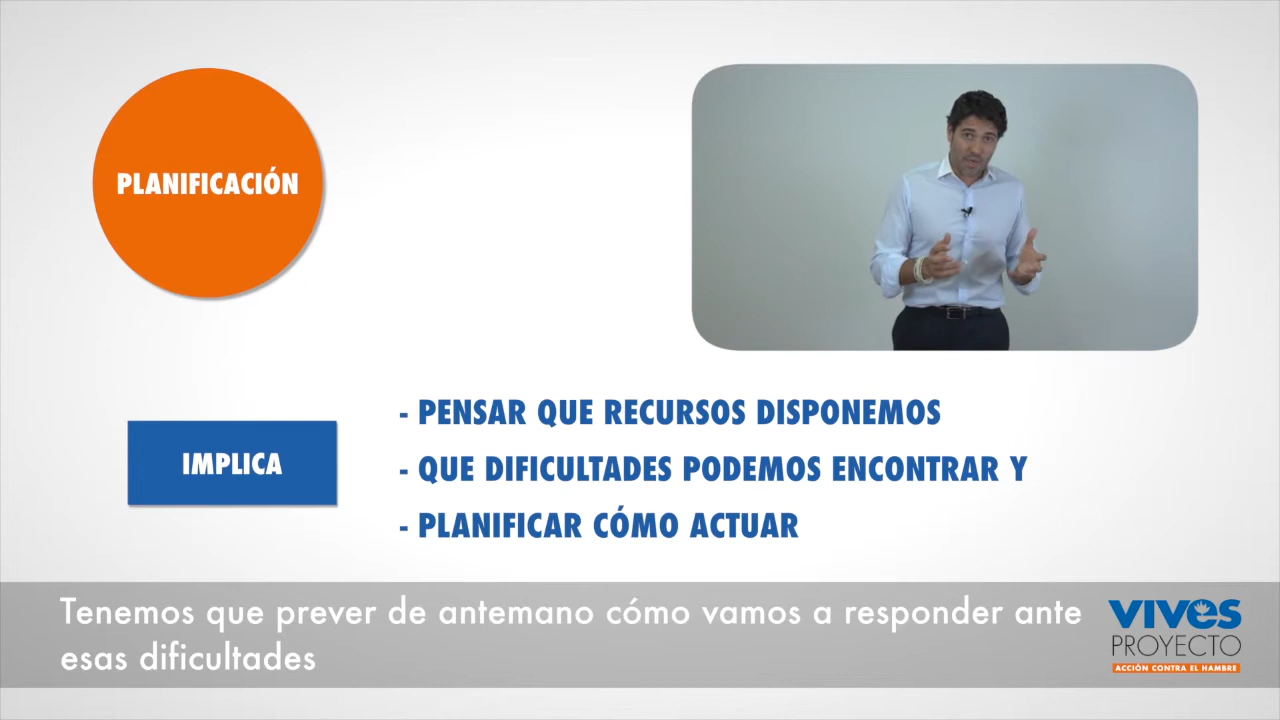 PLANIFICACIÓN
IMPLICA
- PENSAR QUE RECURSOS DISPONEMOS
- QUE DIFICULTADES PODEMOS ENCONTRAR Y
- PLANIFICAR CÓMO ACTUAR
Tenemos que prever de antemano cómo vamos a responder ante
esas dificultades
VIVES
PROYECTO
ACCIÓN CONTRA EL HAMBRE